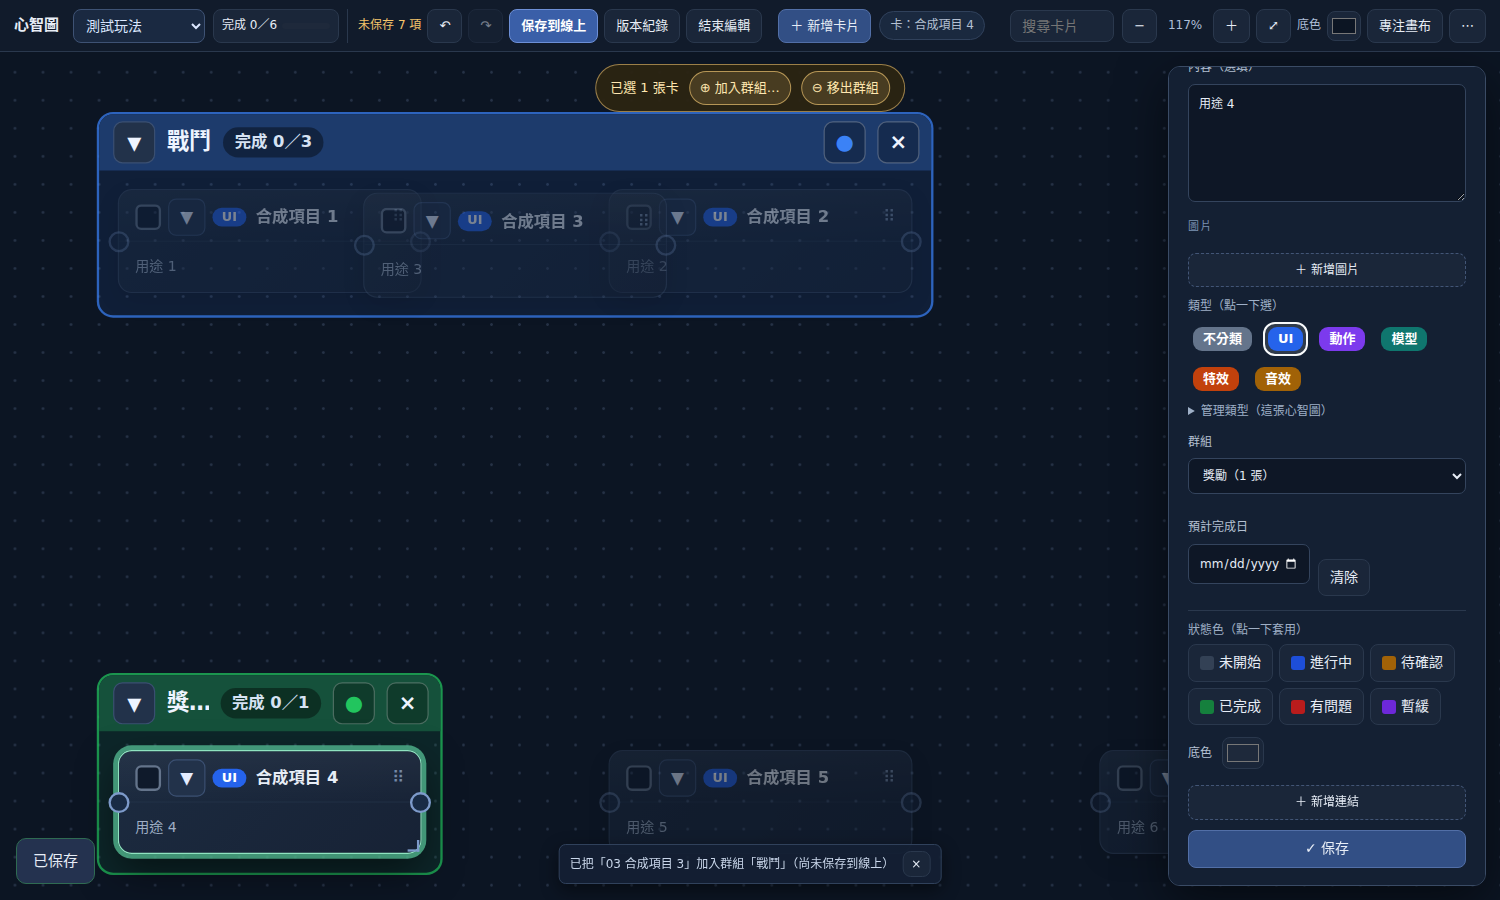 心智圖 測試玩法 完成 0／6 未保存 7 項 ↶ ↷ 保存到線上 版本紀錄 結束編輯 ＋ 新增卡片 卡：合成項目 4 搜尋卡片 − 117% ＋ ⤢ 底色 專注畫布 ⋯
已選 1 張卡 ⊕ 加入群組… ⊖ 移出群組
▼ 戰鬥 完成 0／3 ×
▼ UI 合成項目 1
用途 1
▼ UI 合成項目 3
用途 3
▼ UI 合成項目 2
用途 2
▼ 獎… 完成 0／1 ×
▼ UI 合成項目 4
用途 4
▼ UI 合成項目 5
用途 5
用途 6
已保存
已把「03 合成項目 3」加入群組「戰鬥」（尚未保存到線上） ×
內容（選填）
用途 4
圖片
＋ 新增圖片
類型（點一下選）
不分類 UI 動作 模型
特效 音效
▶ 管理類型（這張心智圖）
群組
獎勵（1 張）
預計完成日
mm/dd/yyyy 清除
狀態色（點一下套用）
未開始 進行中 待確認
已完成 有問題 暫緩
底色
＋ 新增連結
✓ 保存